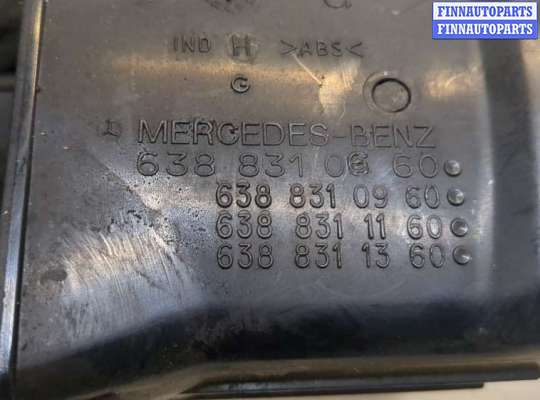 FINNAUTOPARTS
FINNAUTOPARTS
G
IND H >ABS<
G
MERCEDES-BENZ
638 831 06 60
638 831 09 60
638 831 11 60
638 831 13 60